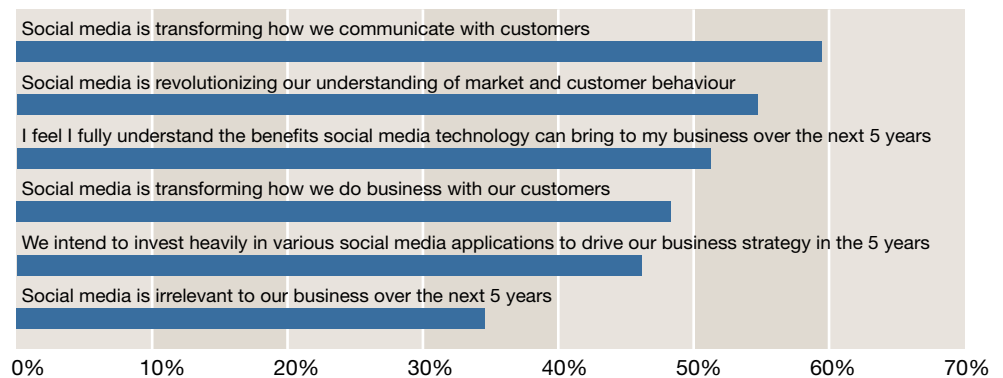 Social media is transforming how we communicate with customers
Social media is revolutionizing our understanding of market and customer behaviour
I feel I fully understand the benefits social media technology can bring to my business over the next 5 years
Social media is transforming how we do business with our customers
We intend to invest heavily in various social media applications to drive our business strategy in the 5 years
Social media is irrelevant to our business over the next 5 years
0% 10% 20% 30% 40% 50% 60% 70%